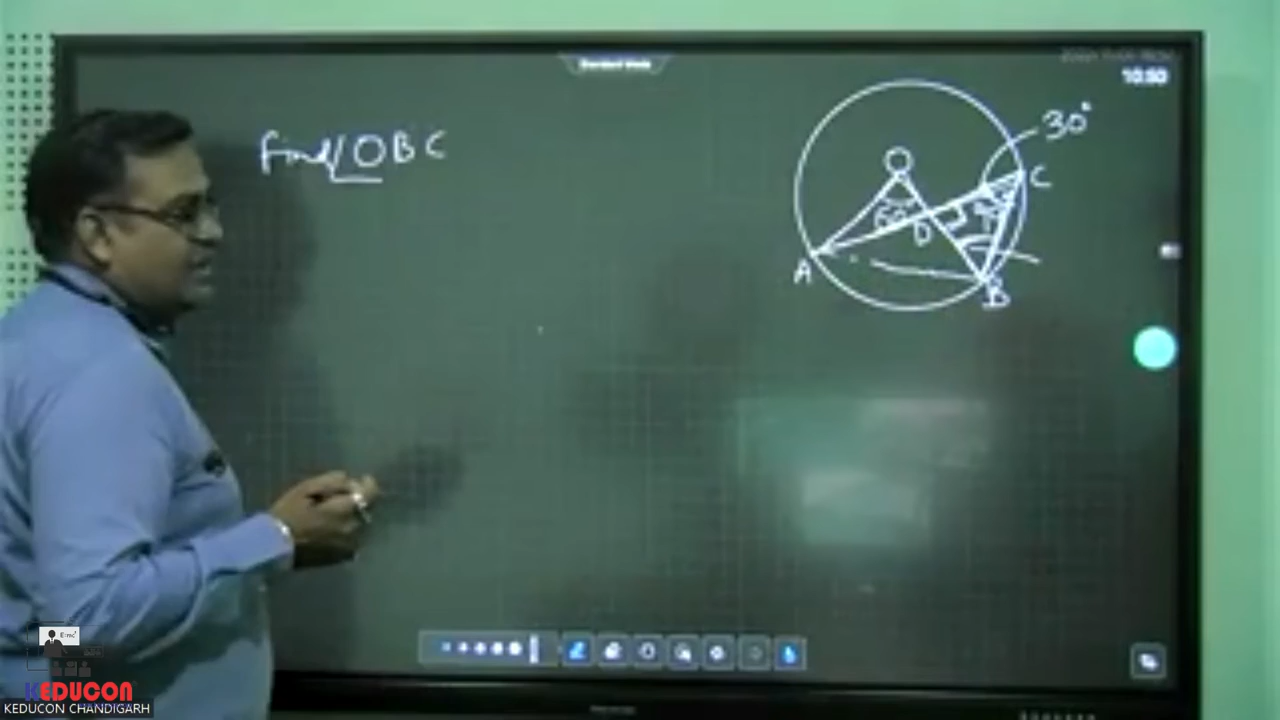 10:50
Find ∠OBC
30°
O
C
60°
D
A
B
KEDUCON
KEDUCON CHANDIGARH